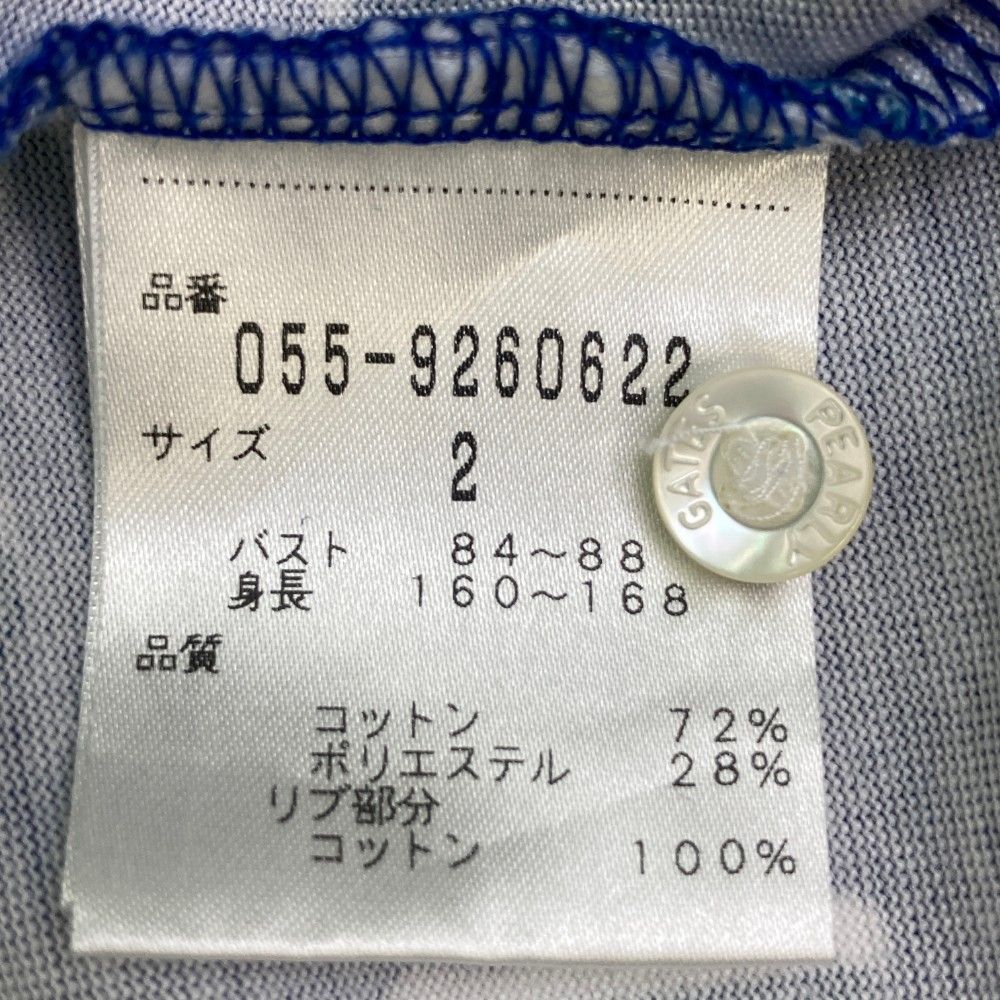 品番
055-9260622
サイズ 2
バスト 84～88
身長 160～168
品質
コットン 72%
ポリエステル 28%
リブ部分
コットン 100%
PEARLY GATES